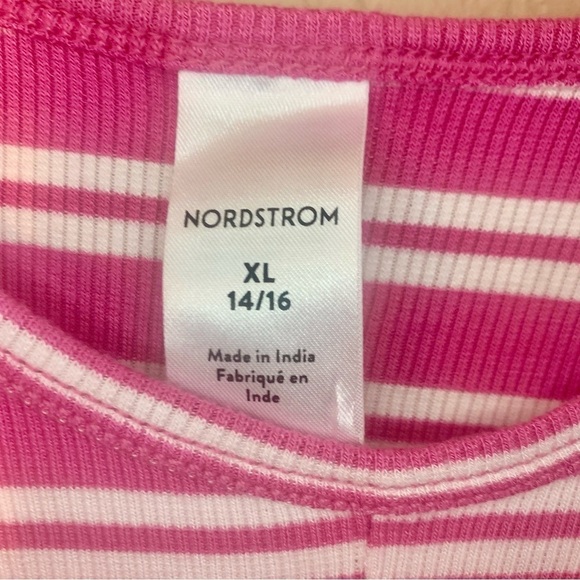 NORDSTROM
XL
14/16
Made in India
Fabriqué en
Inde